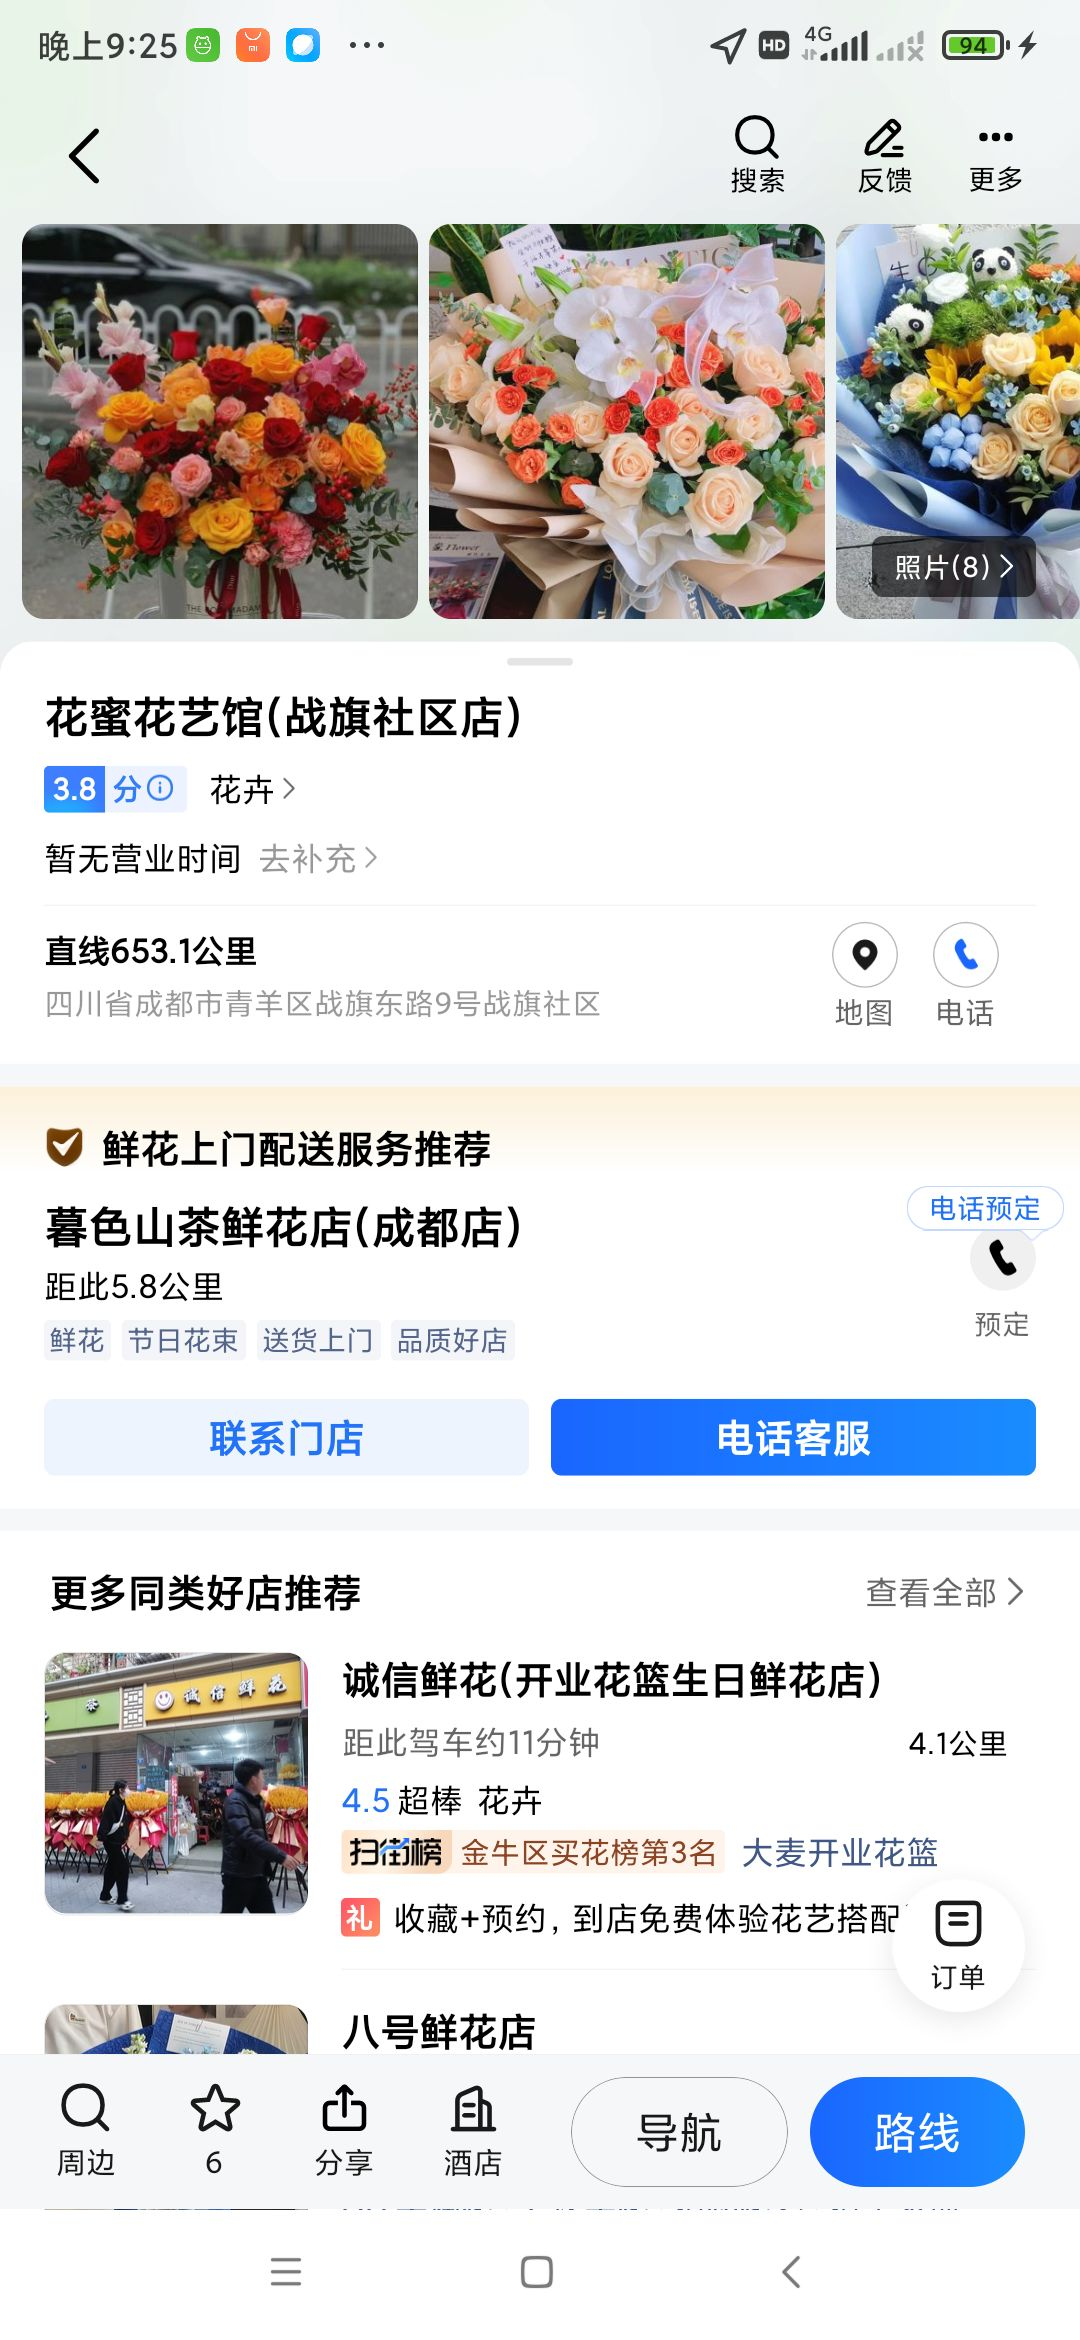 晚上9:25
HD 4G 94
搜索 反馈 更多
照片(8)
花蜜花艺馆(战旗社区店)
3.8 分 花卉
暂无营业时间 去补充
直线653.1公里
四川省成都市青羊区战旗东路9号战旗社区
地图 电话
鲜花上门配送服务推荐
暮色山茶鲜花店(成都店)
电话预定
距此5.8公里
预定
鲜花 节日花束 送货上门 品质好店
联系门店 电话客服
更多同类好店推荐 查看全部
诚信鲜花
诚信鲜花(开业花篮生日鲜花店)
距此驾车约11分钟 4.1公里
4.5 超棒 花卉
扫街榜 金牛区买花榜第3名 大麦开业花篮
礼 收藏+预约，到店免费体验花艺搭配
订单
八号鲜花店
周边 6 分享 酒店 导航 路线